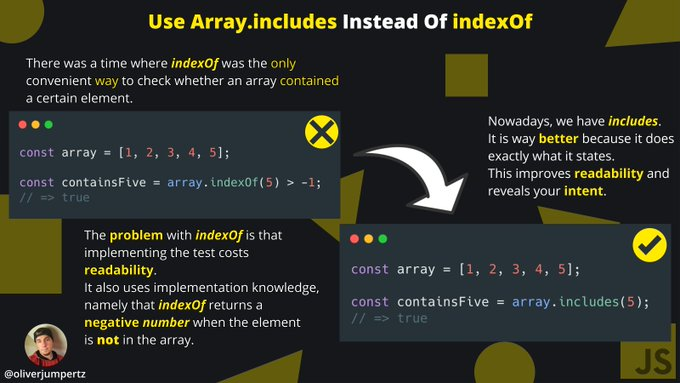 Use Array.includes Instead Of indexOf
There was a time where indexOf was the only
convenient way to check whether an array contained
a certain element.
const array = [1, 2, 3, 4, 5];
const containsFive = array.indexOf(5) > -1;
// => true
Nowadays, we have includes.
It is way better because it does
exactly what it states.
This improves readability and
reveals your intent.
The problem with indexOf is that
implementing the test costs
readability.
It also uses implementation knowledge,
namely that indexOf returns a
negative number when the element
is not in the array.
const array = [1, 2, 3, 4, 5];
const containsFive = array.includes(5);
// => true
@oliverjumpertz
JS